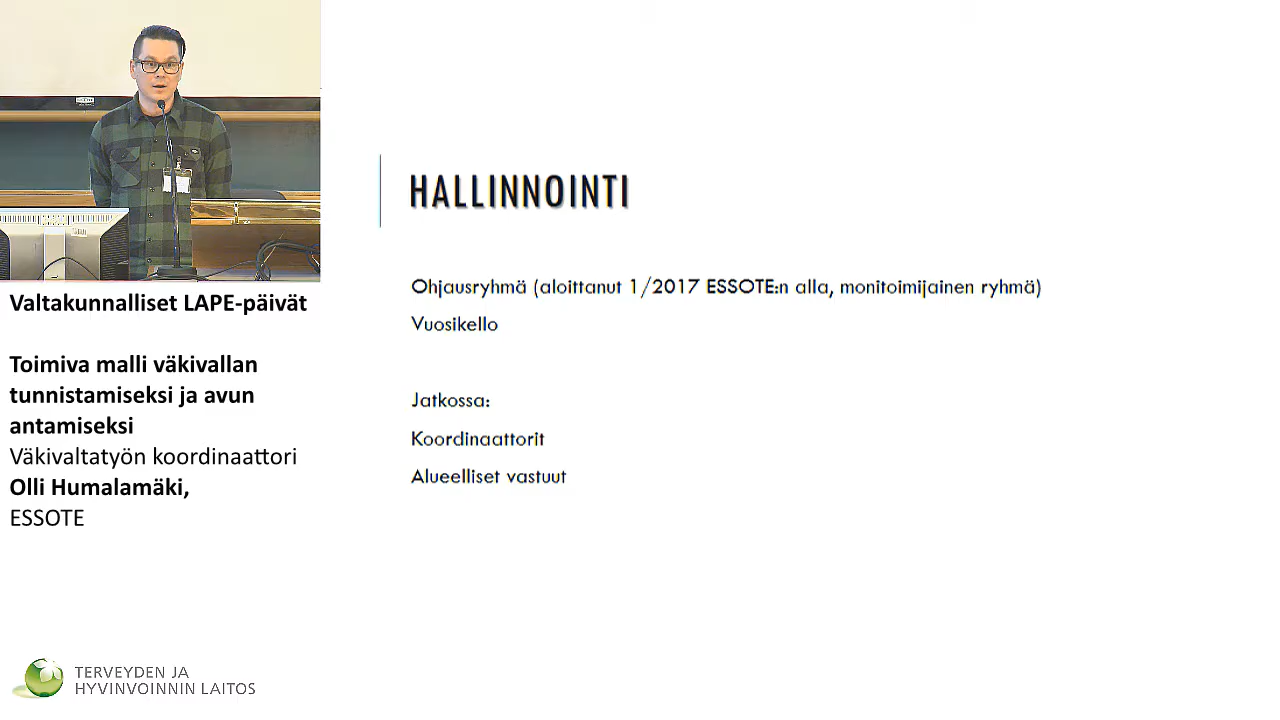 Valtakunnalliset LAPE-päivät
Toimiva malli väkivallan
tunnistamiseksi ja avun
antamiseksi
Väkivaltatyön koordinaattori
Olli Humalamäki,
ESSOTE
TERVEYDEN JA
HYVINVOINNIN LAITOS
HALLINNOINTI
Ohjausryhmä (aloittanut 1/2017 ESSOTE:n alla, monitoimijainen ryhmä)
Vuosikello
Jatkossa:
Koordinaattorit
Alueelliset vastuut